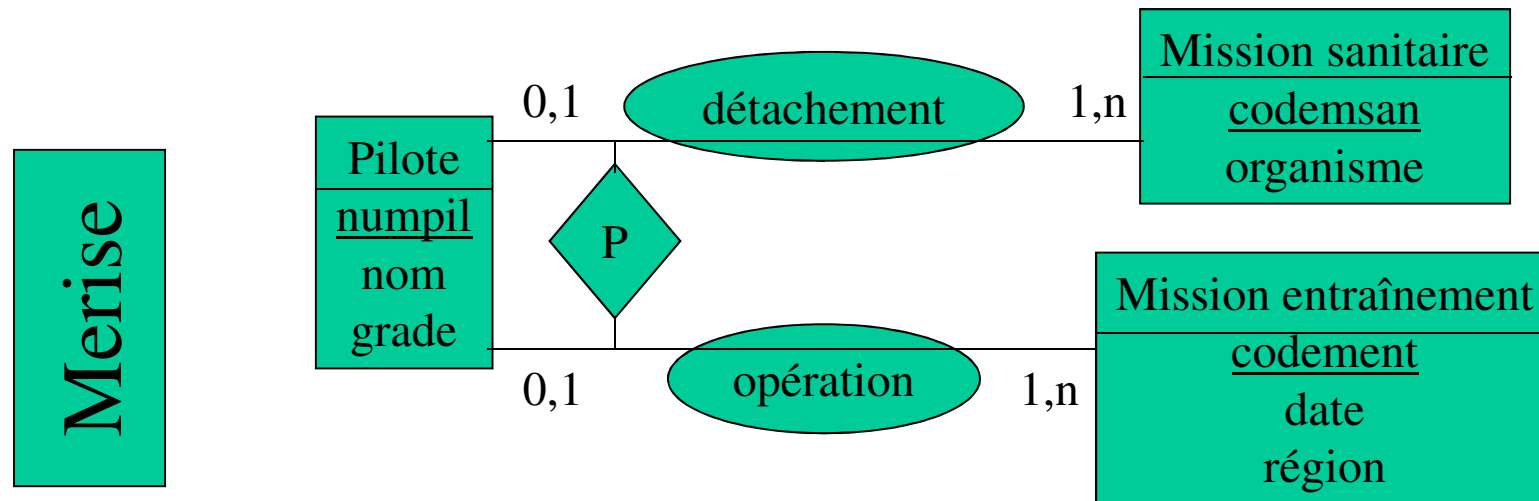 Merise
Pilote
numpil
nom
grade
0,1
détachement
1,n
Mission sanitaire
codemsan
organisme
P
0,1
opération
1,n
Mission entraînement
codement
date
région